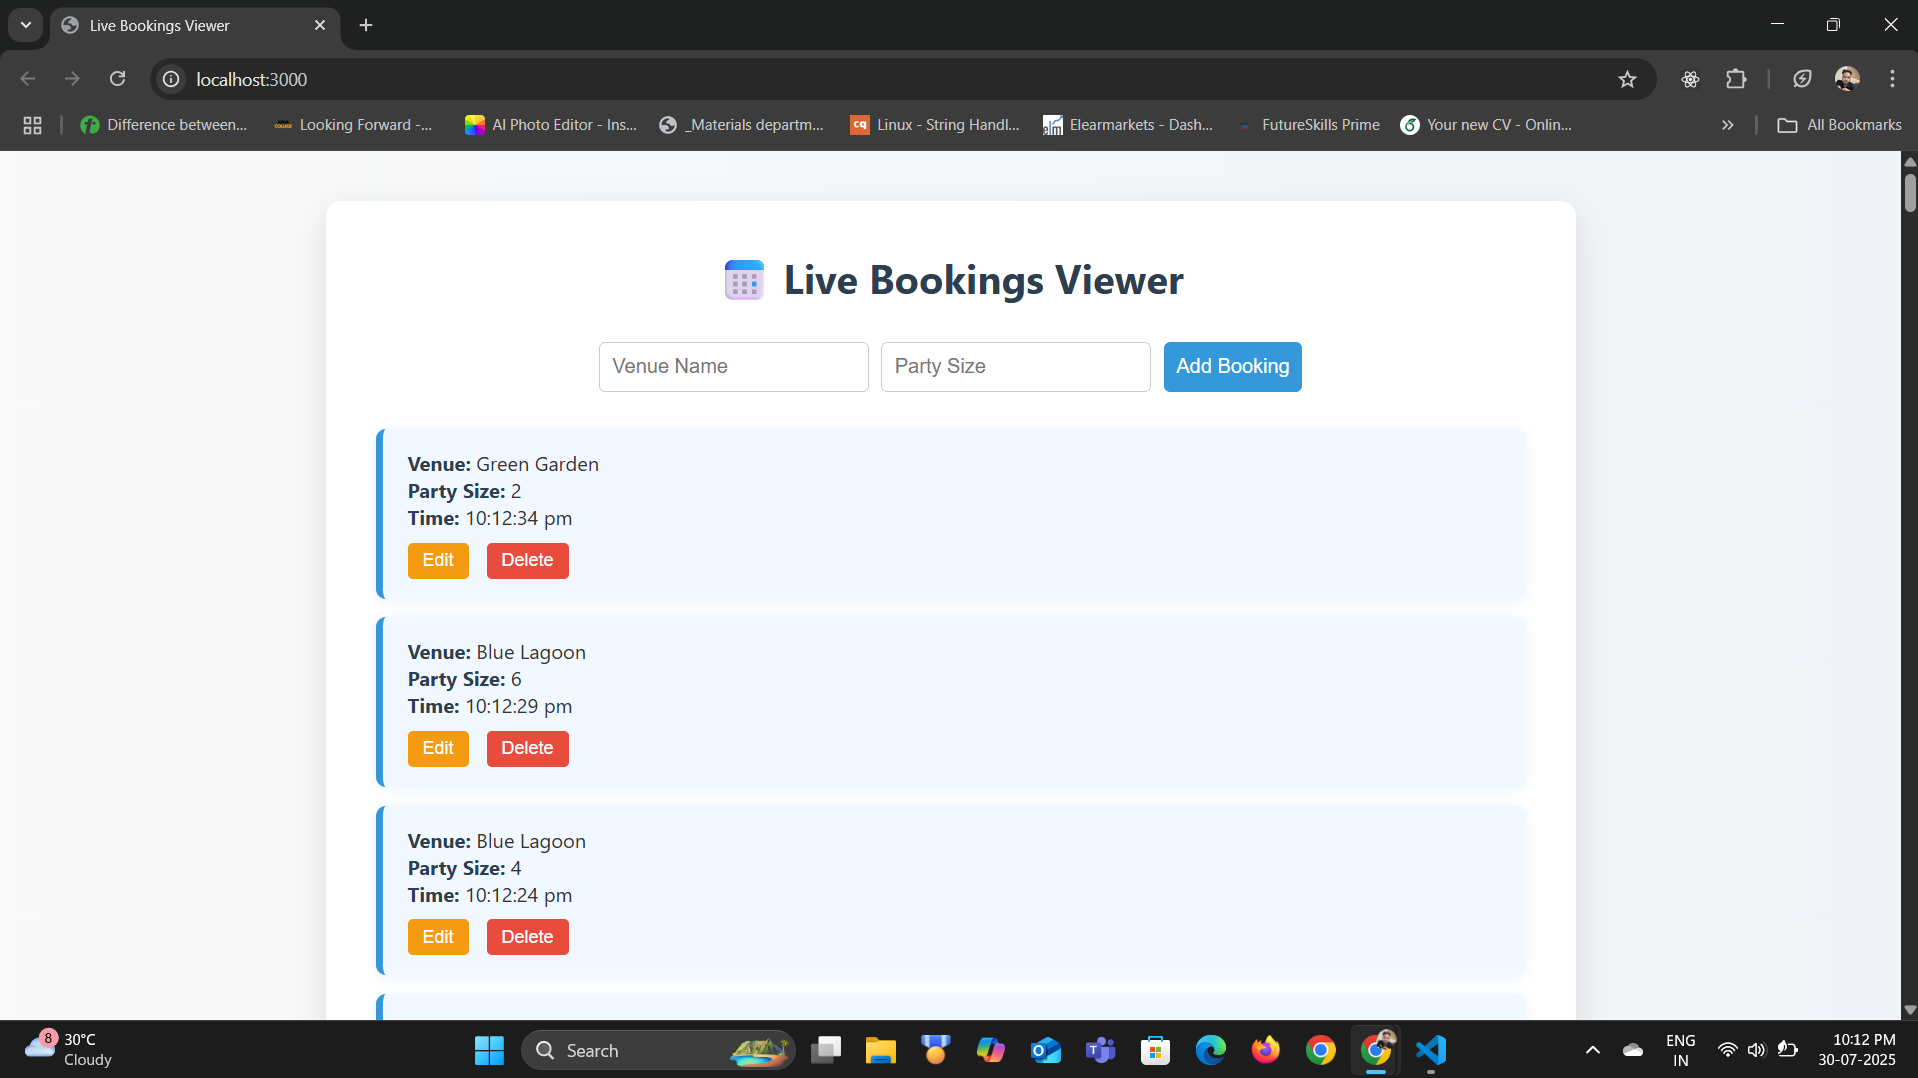 Live Bookings Viewer
localhost:3000
Difference between...
Looking Forward -...
AI Photo Editor - Ins...
_Materials departm...
cq
Linux - String Handl...
elm
Elearmarkets - Dash...
FutureSkills Prime
Your new CV - Onlin...
All Bookmarks
Live Bookings Viewer
Venue Name
Party Size
Add Booking
Venue: Green Garden
Party Size: 2
Time: 10:12:34 pm
Edit
Delete
Venue: Blue Lagoon
Party Size: 6
Time: 10:12:29 pm
Edit
Delete
Venue: Blue Lagoon
Party Size: 4
Time: 10:12:24 pm
Edit
Delete
8
30°C
Cloudy
Search
ENG
IN
10:12 PM
30-07-2025